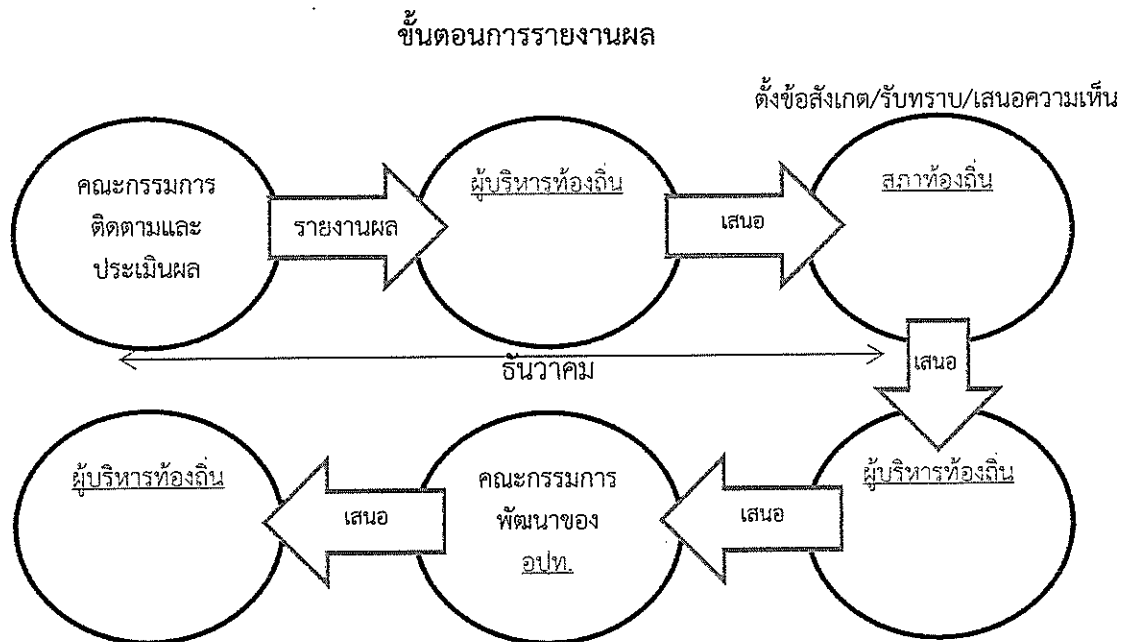 ขั้นตอนการรายงานผล
ตั้งข้อสังเกต/รับทราบ/เสนอความเห็น
คณะกรรมการ
ติดตามและ
ประเมินผล
รายงานผล
ผู้บริหารท้องถิ่น
เสนอ
สภาท้องถิ่น
ธันวาคม
เสนอ
ผู้บริหารท้องถิ่น
เสนอ
คณะกรรมการ
พัฒนาของ
อปท.
เสนอ
ผู้บริหารท้องถิ่น